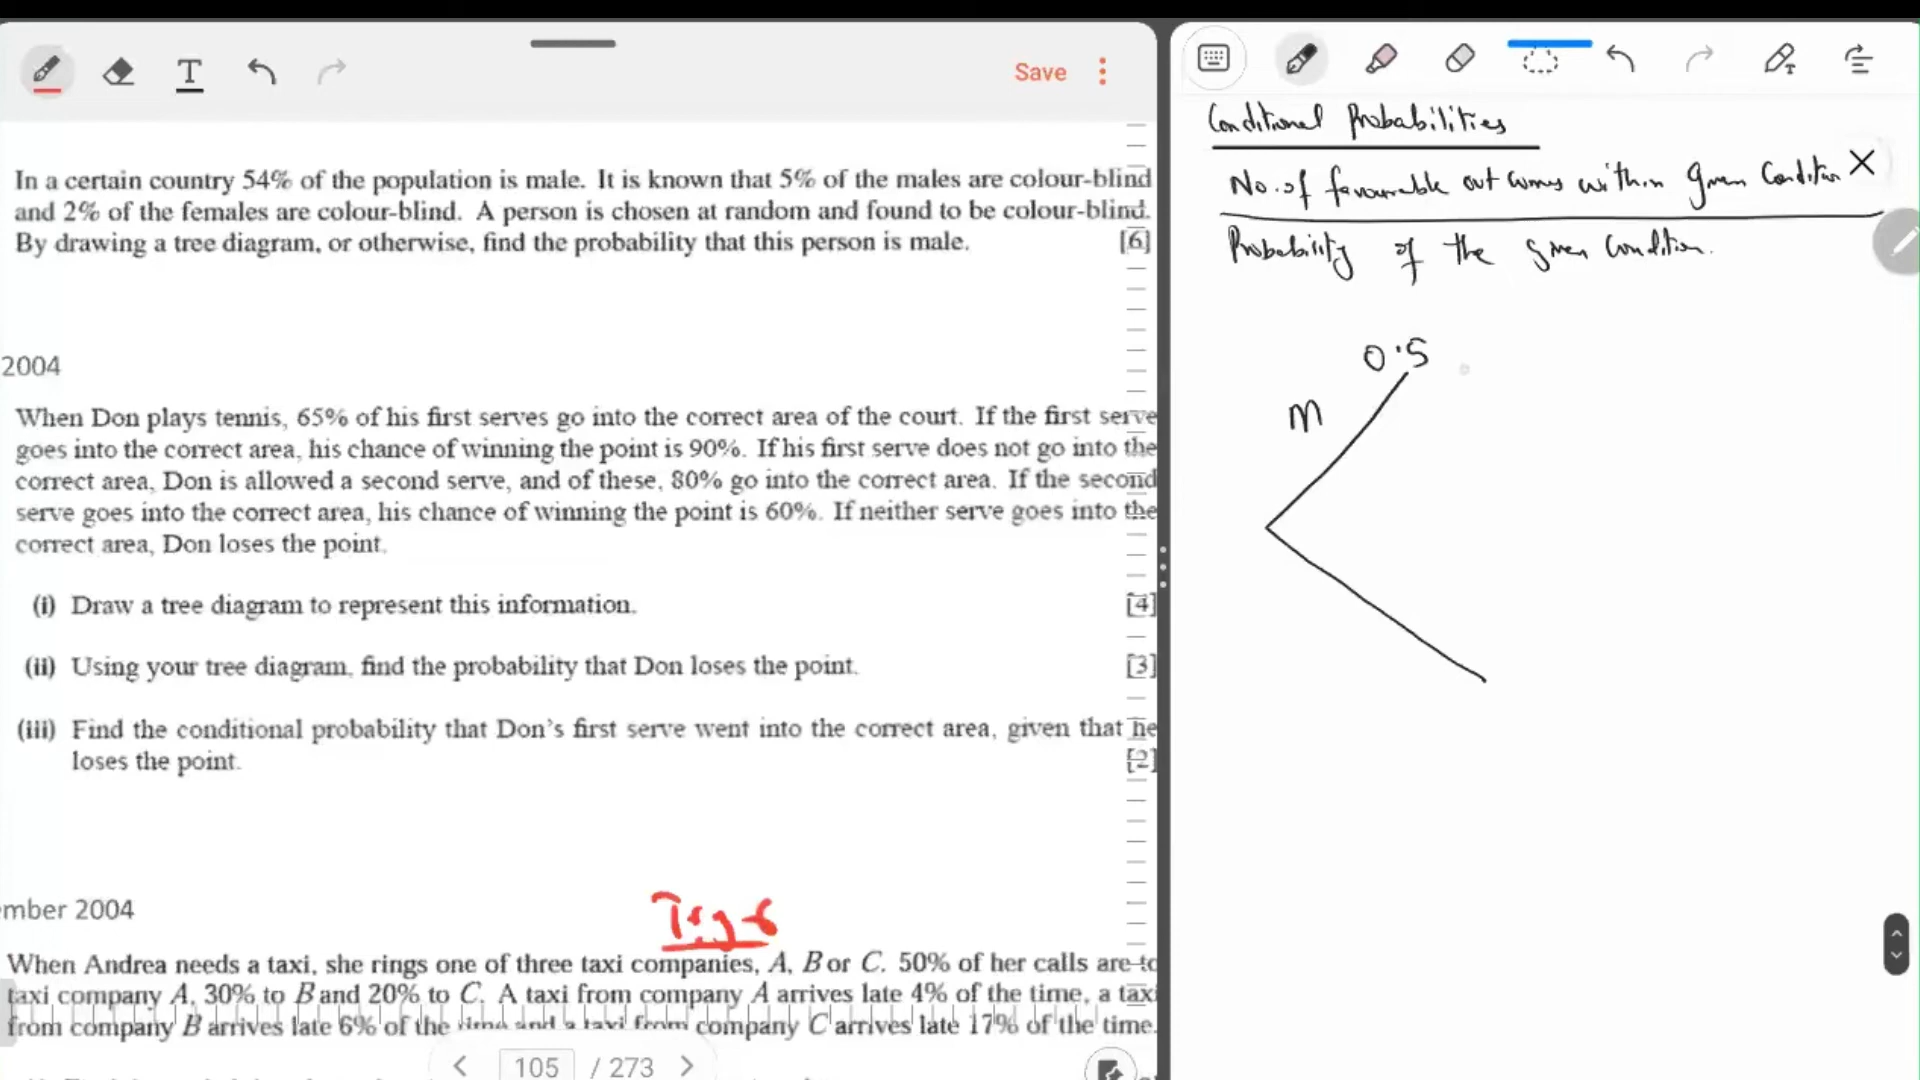 Save
In a certain country 54% of the population is male. It is known that 5% of the males are colour-blind
and 2% of the females are colour-blind. A person is chosen at random and found to be colour-blind.
By drawing a tree diagram, or otherwise, find the probability that this person is male. [6]
2004
When Don plays tennis, 65% of his first serves go into the correct area of the court. If the first serve
goes into the correct area, his chance of winning the point is 90%. If his first serve does not go into the
correct area, Don is allowed a second serve, and of these, 80% go into the correct area. If the second
serve goes into the correct area, his chance of winning the point is 60%. If neither serve goes into the
correct area, Don loses the point.
(i) Draw a tree diagram to represent this information. [4]
(ii) Using your tree diagram, find the probability that Don loses the point. [3]
(iii) Find the conditional probability that Don's first serve went into the correct area, given that he
loses the point. [2]
mber 2004
When Andrea needs a taxi, she rings one of three taxi companies, A, B or C. 50% of her calls are to
taxi company A, 30% to B and 20% to C. A taxi from company A arrives late 4% of the time, a taxi
from company B arrives late 6% of the time and a taxi from company C arrives late 17% of the time.
105 / 273
T
Conditional Probabilities
No. of favourable outcomes within given Condition ×
Probability of the given Condition.
0.5
M